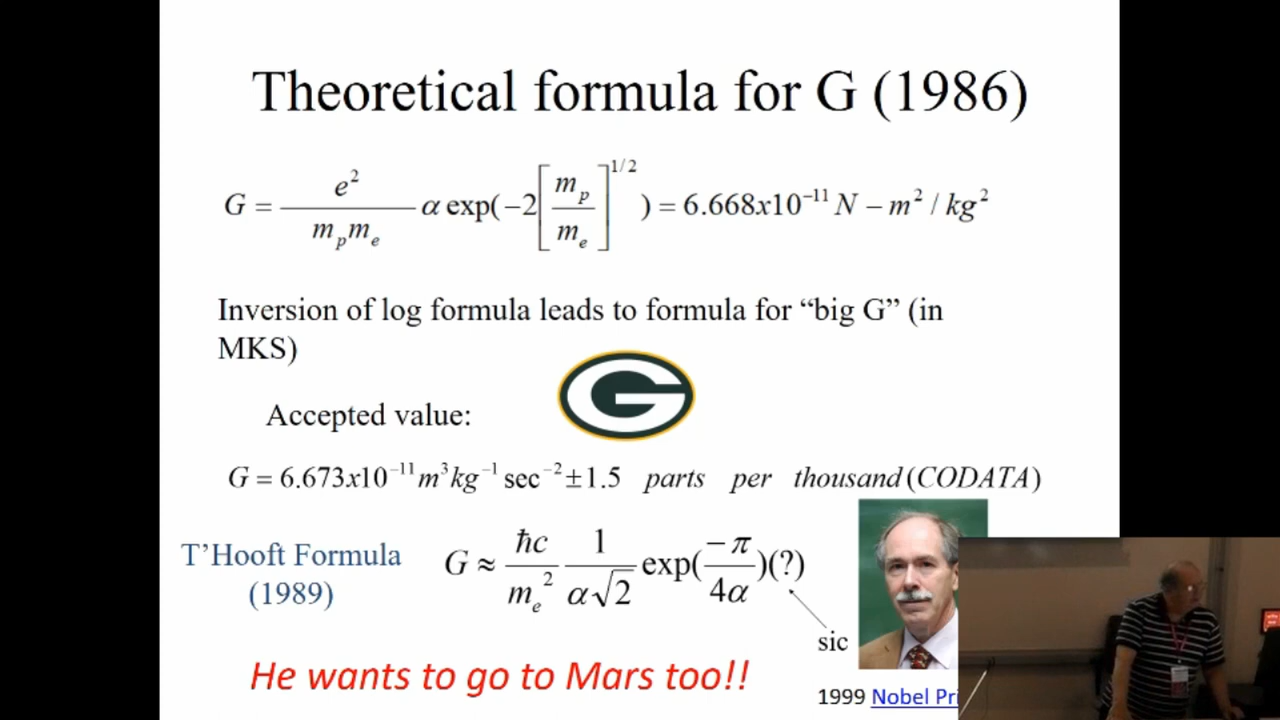 Theoretical formula for G (1986)
G = e² / (m_p m_e) α exp(−2[m_p / m_e]^{1/2}) = 6.668x10⁻¹¹ N − m² / kg²
Inversion of log formula leads to formula for “big G” (in
MKS)
G
Accepted value:
G = 6.673x10⁻¹¹ m³ kg⁻¹ sec⁻² ± 1.5 parts per thousand (CODATA)
T’Hooft Formula
(1989)
G ≈ ħc / m_e² 1 / α√2 exp(−π / 4α)(?)
sic
He wants to go to Mars too!!
1999 Nobel Pri